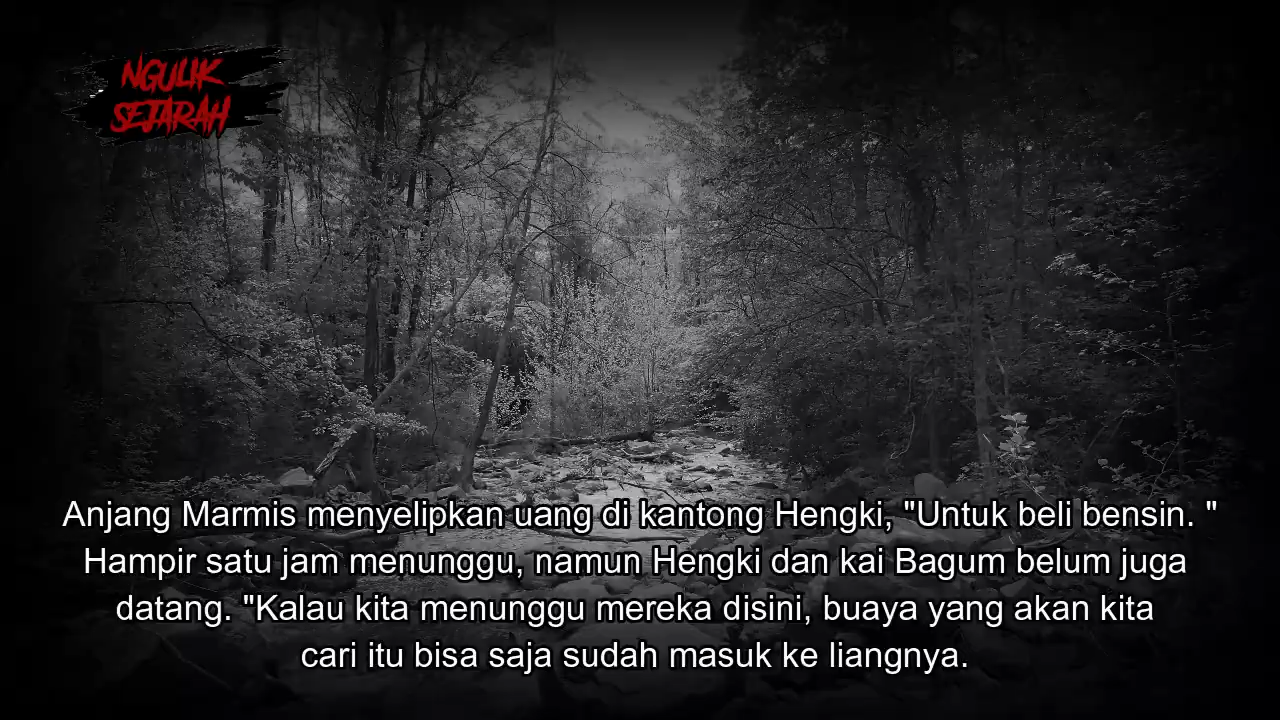 NGULIK
SEJARAH
Anjang Marmis menyelipkan uang di kantong Hengki, "Untuk beli bensin. "
Hampir satu jam menunggu, namun Hengki dan kai Bagum belum juga
datang. "Kalau kita menunggu mereka disini, buaya yang akan kita
cari itu bisa saja sudah masuk ke liangnya.